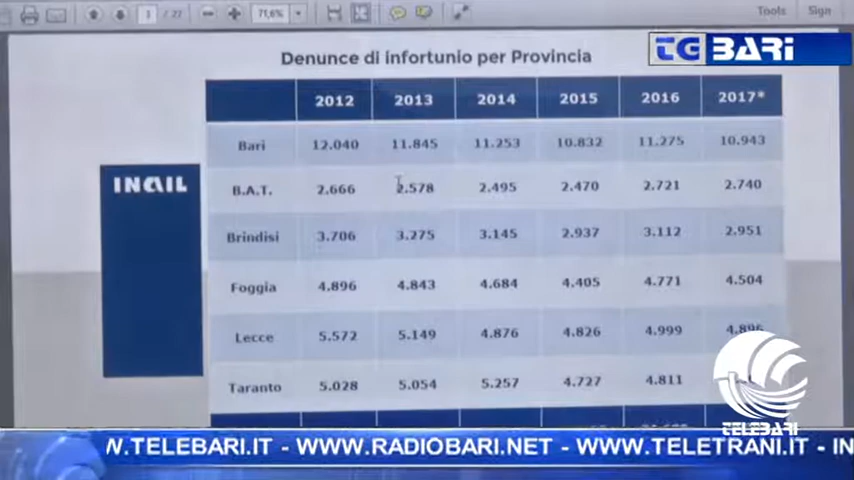 1 / 27 71,6% Tools Sign
TG BARI
Denunce di infortunio per Provincia
2012 2013 2014 2015 2016 2017*
Bari 12.040 11.845 11.253 10.832 11.275 10.943
INAIL
B.A.T. 2.666 2.578 2.495 2.470 2.721 2.740
Brindisi 3.706 3.275 3.145 2.937 3.112 2.951
Foggia 4.896 4.843 4.684 4.405 4.771 4.504
Lecce 5.572 5.149 4.876 4.826 4.999 4.896
Taranto 5.028 5.054 5.257 4.727 4.811
TELEBARI
W.TELEBARI.IT - WWW.RADIOBARI.NET - WWW.TELETRANI.IT - IN